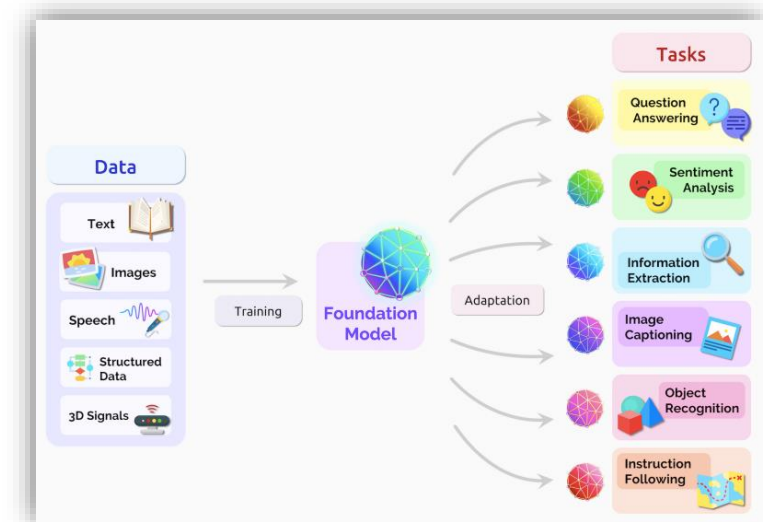 Data
Text
Images
Speech
Structured
Data
3D Signals
Training
Foundation
Model
Adaptation
Tasks
Question
Answering
Sentiment
Analysis
Information
Extraction
Image
Captioning
Object
Recognition
Instruction
Following